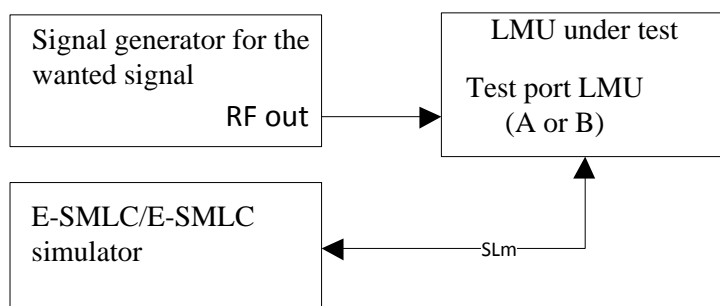 Signal generator for the
wanted signal
RF out
LMU under test
Test port LMU
(A or B)
E-SMLC/E-SMLC
simulator
SLm